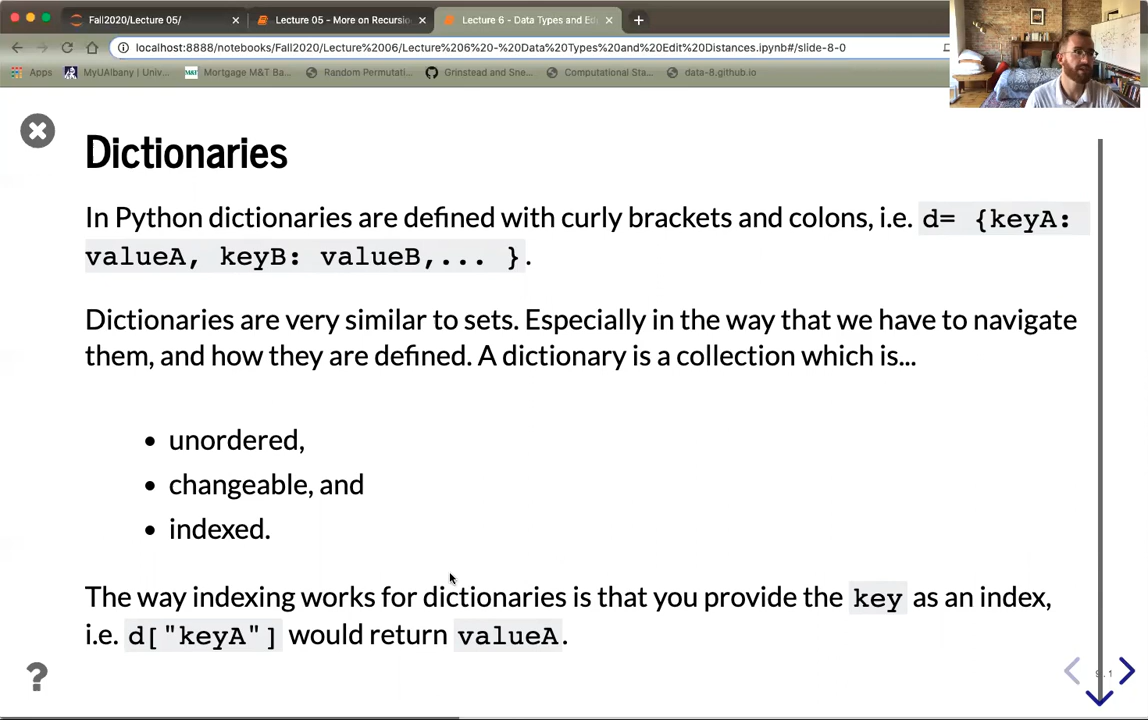 Fall2020/Lecture 05/
Lecture 05 - More on Recursio
Lecture 6 - Data Types and Ed
localhost:8888/notebooks/Fall2020/Lecture%2006/Lecture%206%20-%20Data%20Types%20and%20Edit%20Distances.ipynb#/slide-8-0
Apps
MyUAlbany | Univ...
M&T
Mortgage M&T Ba...
Random Permutati...
Grinstead and Sne...
Computational Sta...
data-8.github.io
Dictionaries
In Python dictionaries are defined with curly brackets and colons, i.e. d= {keyA:
valueA, keyB: valueB,... }.
Dictionaries are very similar to sets. Especially in the way that we have to navigate
them, and how they are defined. A dictionary is a collection which is...
• unordered,
• changeable, and
• indexed.
The way indexing works for dictionaries is that you provide the key as an index,
i.e. d["keyA"] would return valueA.
?
9.1